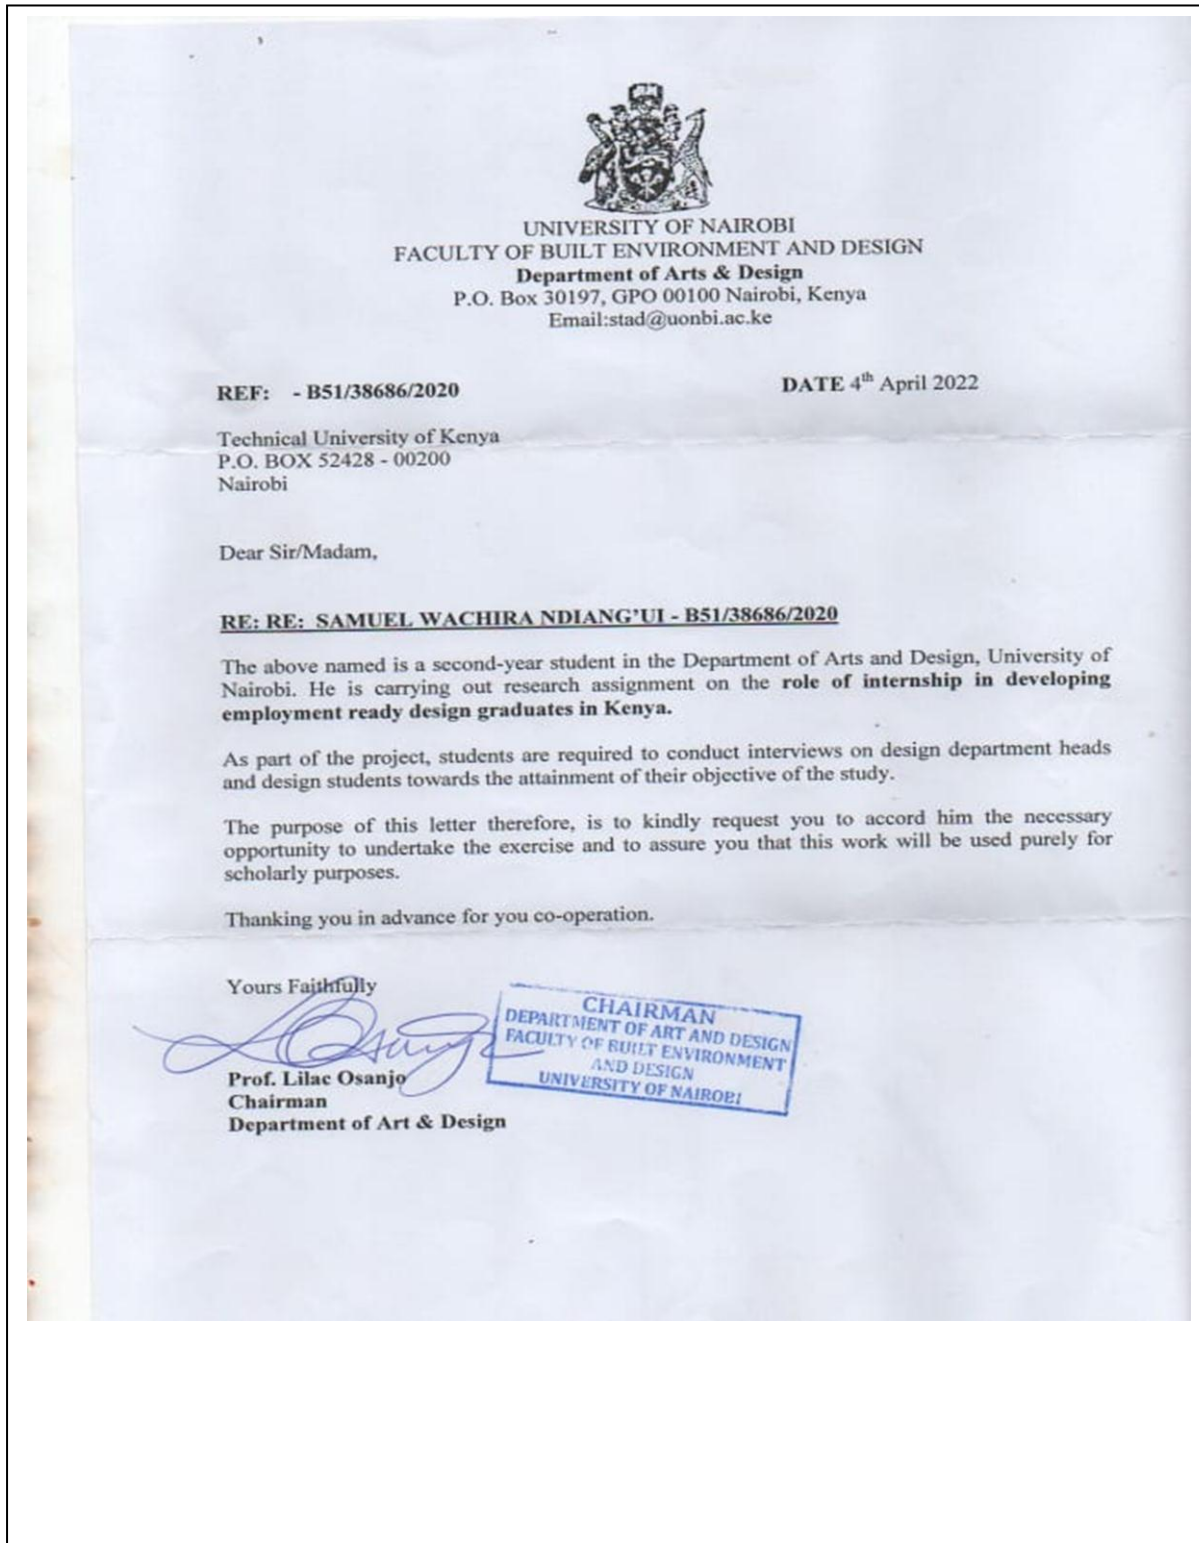 UNIVERSITY OF NAIROBI
FACULTY OF BUILT ENVIRONMENT AND DESIGN
Department of Arts & Design
P.O. Box 30197, GPO 00100 Nairobi, Kenya
Email:stad@uonbi.ac.ke
REF: - B51/38686/2020 DATE 4th April 2022
Technical University of Kenya
P.O. BOX 52428 - 00200
Nairobi
Dear Sir/Madam,
RE: RE: SAMUEL WACHIRA NDIANG'UI - B51/38686/2020
The above named is a second-year student in the Department of Arts and Design, University of
Nairobi. He is carrying out research assignment on the role of internship in developing
employment ready design graduates in Kenya.
As part of the project, students are required to conduct interviews on design department heads
and design students towards the attainment of their objective of the study.
The purpose of this letter therefore, is to kindly request you to accord him the necessary
opportunity to undertake the exercise and to assure you that this work will be used purely for
scholarly purposes.
Thanking you in advance for you co-operation.
Yours Faithfully
Prof. Lilac Osanjo
Chairman
Department of Art & Design
CHAIRMAN
DEPARTMENT OF ART AND DESIGN
FACULTY OF BUILT ENVIRONMENT
AND DESIGN
UNIVERSITY OF NAIROBI